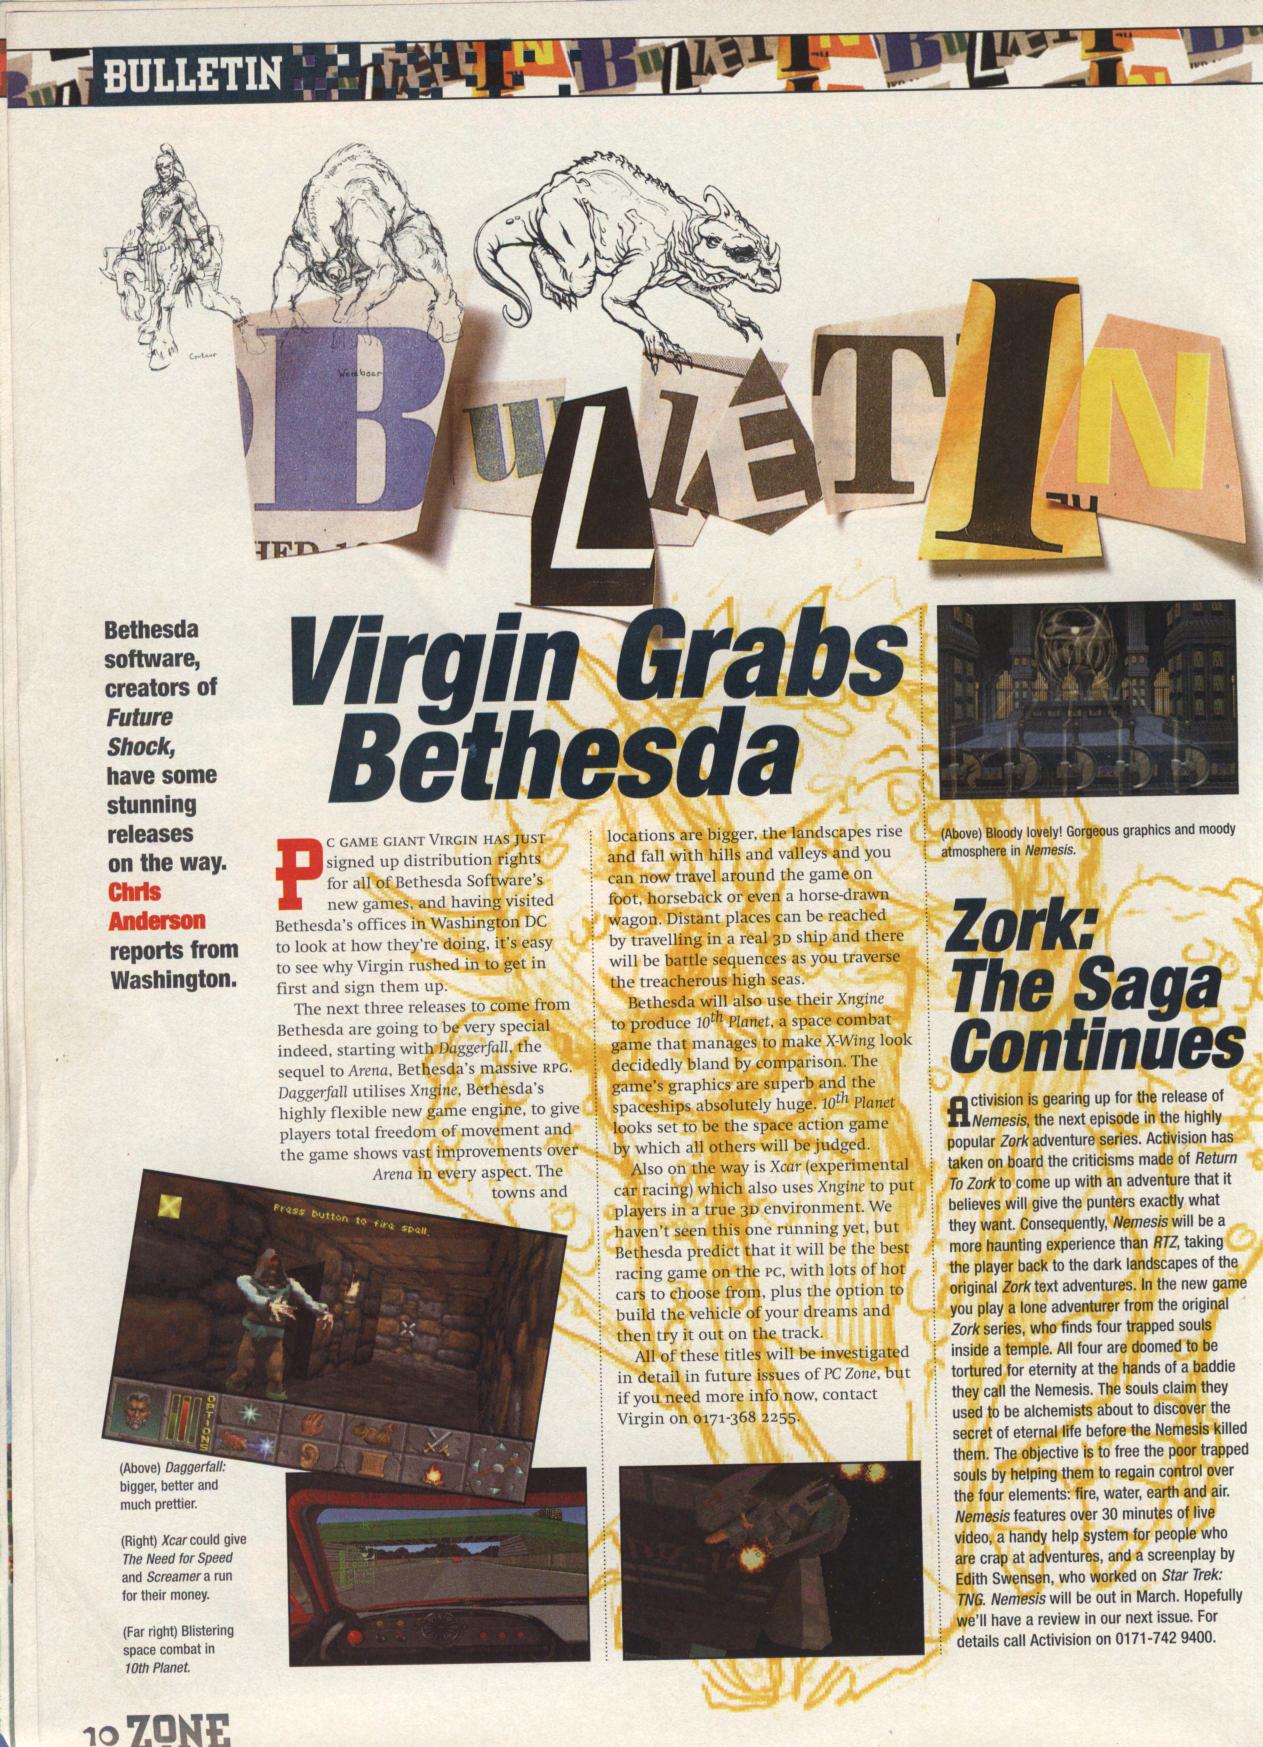 BULLETIN
Centaur
Wereboar
BuLlETIN
Bethesda
software,
creators of
Future
Shock,
have some
stunning
releases
on the way.
Chris
Anderson
reports from
Washington.
Virgin Grabs
Bethesda
PC GAME GIANT VIRGIN HAS JUST
signed up distribution rights
for all of Bethesda Software's
new games, and having visited
Bethesda's offices in Washington DC
to look at how they're doing, it's easy
to see why Virgin rushed in to get in
first and sign them up.
The next three releases to come from
Bethesda are going to be very special
indeed, starting with Daggerfall, the
sequel to Arena, Bethesda's massive RPG.
Daggerfall utilises Xngine, Bethesda's
highly flexible new game engine, to give
players total freedom of movement and
the game shows vast improvements over
Arena in every aspect. The
towns and
locations are bigger, the landscapes rise
and fall with hills and valleys and you
can now travel around the game on
foot, horseback or even a horse-drawn
wagon. Distant places can be reached
by travelling in a real 3D ship and there
will be battle sequences as you traverse
the treacherous high seas.
Bethesda will also use their Xngine
to produce 10th Planet, a space combat
game that manages to make X-Wing look
decidedly bland by comparison. The
game's graphics are superb and the
spaceships absolutely huge. 10th Planet
looks set to be the space action game
by which all others will be judged.
Also on the way is Xcar (experimental
car racing) which also uses Xngine to put
players in a true 3D environment. We
haven't seen this one running yet, but
Bethesda predict that it will be the best
racing game on the PC, with lots of hot
cars to choose from, plus the option to
build the vehicle of your dreams and
then try it out on the track.
All of these titles will be investigated
in detail in future issues of PC Zone, but
if you need more info now, contact
Virgin on 0171-368 2255.
Press button to fire spell.
OPTIONS
(Above) Daggerfall:
bigger, better and
much prettier.
(Right) Xcar could give
The Need for Speed
and Screamer a run
for their money.
(Far right) Blistering
space combat in
10th Planet.
(Above) Bloody lovely! Gorgeous graphics and moody
atmosphere in Nemesis.
Zork:
The Saga
Continues
Activision is gearing up for the release of
Nemesis, the next episode in the highly
popular Zork adventure series. Activision has
taken on board the criticisms made of Return
To Zork to come up with an adventure that it
believes will give the punters exactly what
they want. Consequently, Nemesis will be a
more haunting experience than RTZ, taking
the player back to the dark landscapes of the
original Zork text adventures. In the new game
you play a lone adventurer from the original
Zork series, who finds four trapped souls
inside a temple. All four are doomed to be
tortured for eternity at the hands of a baddie
they call the Nemesis. The souls claim they
used to be alchemists about to discover the
secret of eternal life before the Nemesis killed
them. The objective is to free the poor trapped
souls by helping them to regain control over
the four elements: fire, water, earth and air.
Nemesis features over 30 minutes of live
video, a handy help system for people who
are crap at adventures, and a screenplay by
Edith Swensen, who worked on Star Trek:
TNG. Nemesis will be out in March. Hopefully
we'll have a review in our next issue. For
details call Activision on 0171-742 9400.
10 ZONE